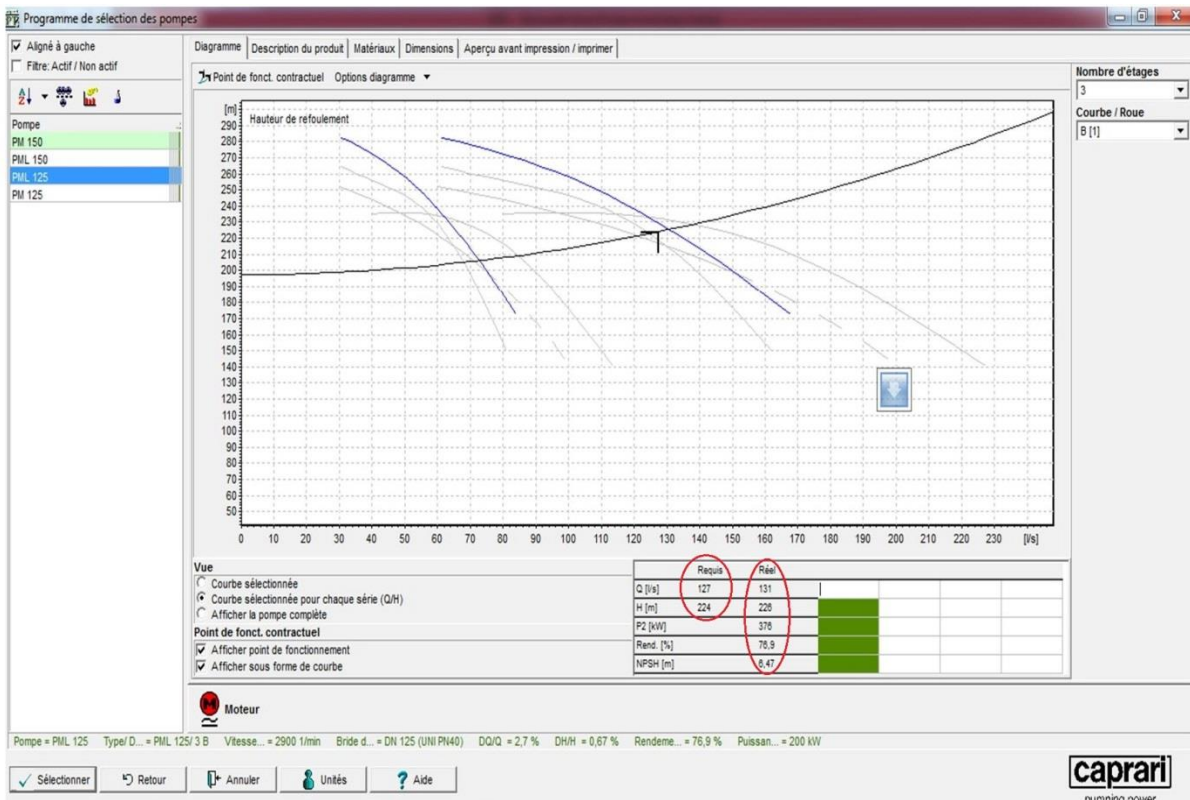 Programme de sélection des pompes
Aligné à gauche
Filtre: Actif / Non actif
Pompe
PM 150
PML 150
PML 125
PM 125
Diagramme Description du produit Matériaux Dimensions Aperçu avant impression / imprimer
Point de fonct. contractuel Options diagramme
[m]
Hauteur de refoulement
290
280
270
260
250
240
230
220
210
200
190
180
170
160
150
140
130
120
110
100
90
80
70
60
50
0 10 20 30 40 50 60 70 80 90 100 110 120 130 140 150 160 170 180 190 200 210 220 230 [l/s]
Nombre d'étages
3
Courbe / Roue
B [1]
Vue
Courbe sélectionnée
Courbe sélectionnée pour chaque série (Q/H)
Afficher la pompe complète
Point de fonct. contractuel
Afficher point de fonctionnement
Afficher sous forme de courbe
Requis Réel
Q [l/s] 127 131
H [m] 224 226
P2 [kW] 376
Rend. [%] 76,9
NPSH [m] 6,47
M
Moteur
Pompe = PML 125 Type/ D... = PML 125/ 3 B Vitesse... = 2900 1/min Bride d... = DN 125 (UNI PN40) DQ/Q = 2,7 % DH/H = 0,67 % Rendeme... = 76,9 % Puissan... = 200 kW
Sélectionner Retour Annuler Unités Aide
caprari
pumping power